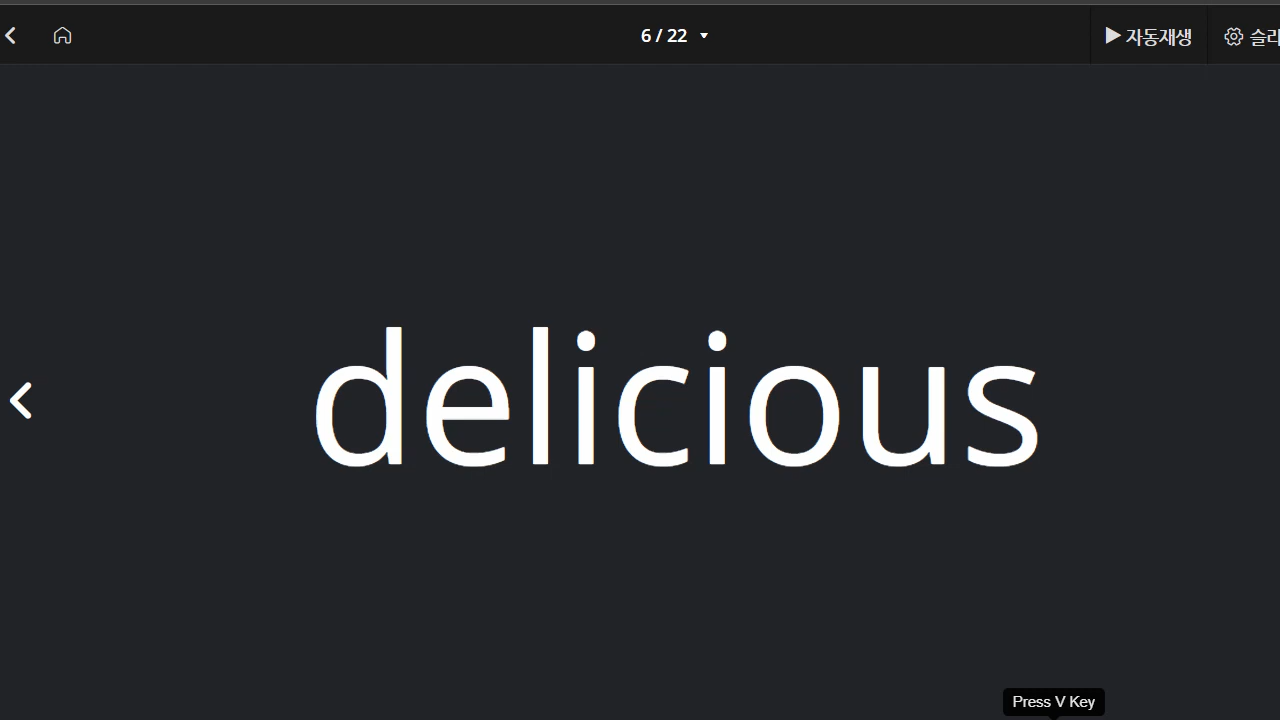 6 / 22
자동재생
delicious
Press V Key